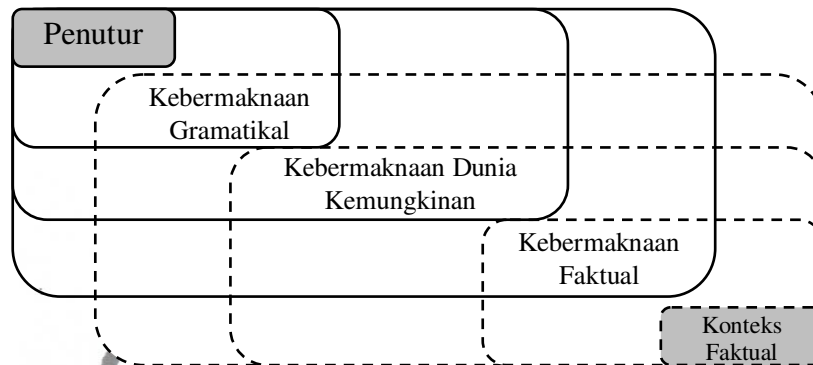 Penutur
Kebermaknaan
Gramatikal
Kebermaknaan Dunia
Kemungkinan
Kebermaknaan
Faktual
Konteks
Faktual